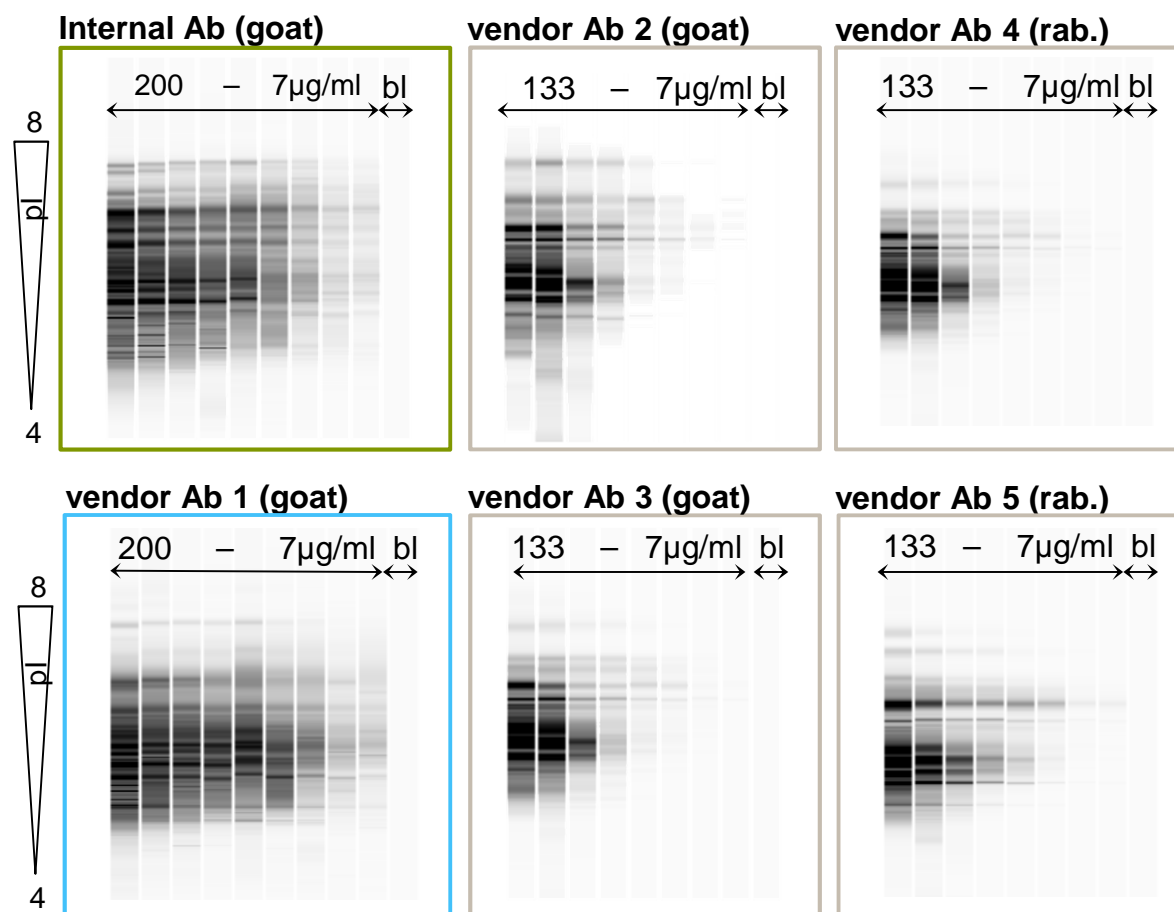 Internal Ab (goat)
200 – 7µg/ml bl
8
pI
4
vendor Ab 2 (goat)
133 – 7µg/ml bl
vendor Ab 4 (rab.)
133 – 7µg/ml bl
vendor Ab 1 (goat)
200 – 7µg/ml bl
8
pI
4
vendor Ab 3 (goat)
133 – 7µg/ml bl
vendor Ab 5 (rab.)
133 – 7µg/ml bl